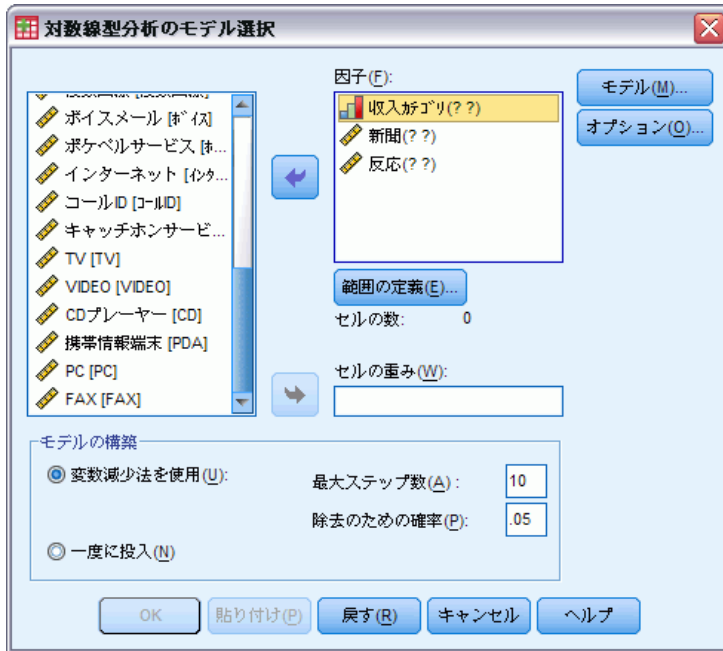 対数線型分析のモデル選択
ボイスメール [ボイス]
ポケベルサービス [ポ...
インターネット [インタ...
コールID [コールID]
キャッチホンサービ...
TV [TV]
VIDEO [VIDEO]
CDプレーヤー [CD]
携帯情報端末 [PDA]
PC [PC]
FAX [FAX]
因子(F):
収入カテゴリ(? ?)
新聞(? ?)
反応(? ?)
範囲の定義(E)...
セルの数: 0
セルの重み(W):
モデル(M)...
オプション(O)...
モデルの構築
変数減少法を使用(U):
最大ステップ数(A) : 10
除去のための確率(P): .05
一度に投入(N)
OK 貼り付け(P) 戻す(R) キャンセル ヘルプ